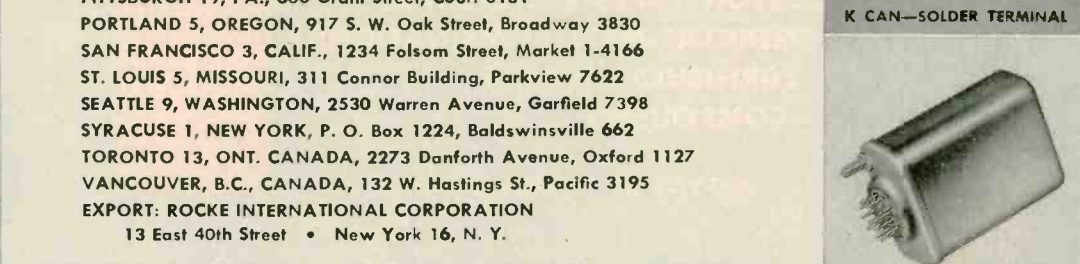 PORTLAND 5, OREGON, 917 S. W. Oak Street, Broadway 3830
SAN FRANCISCO 3, CALIF., 1234 Folsom Street, Market 1-4166
ST. LOUIS 5, MISSOURI, 311 Connor Building, Parkview 7622
SEATTLE 9, WASHINGTON, 2530 Warren Avenue, Garfield 7398
SYRACUSE 1, NEW YORK, P. O. Box 1224, Baldswinsville 662
TORONTO 13, ONT. CANADA, 2273 Danforth Avenue, Oxford 1127
VANCOUVER, B.C., CANADA, 132 W. Hastings St., Pacific 3195
EXPORT: ROCKE INTERNATIONAL CORPORATION
13 East 40th Street • New York 16, N. Y.
K CAN—SOLDER TERMINAL